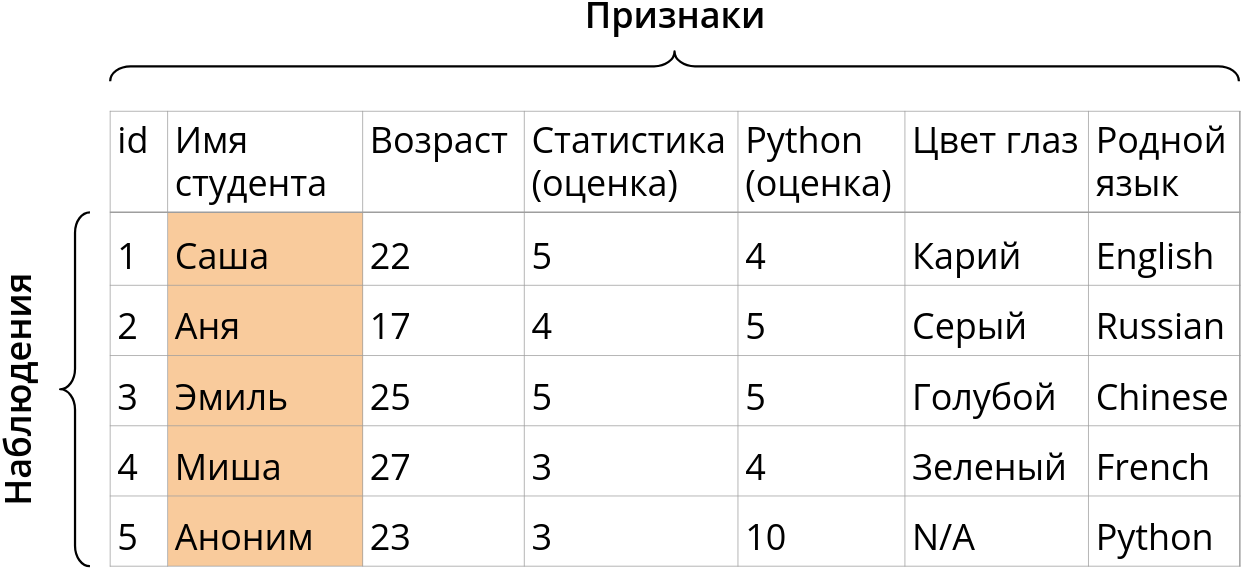 Признаки
id Имя студента Возраст Статистика (оценка) Python (оценка) Цвет глаз Родной язык
Наблюдения
1 Саша 22 5 4 Карий English
2 Аня 17 4 5 Серый Russian
3 Эмиль 25 5 5 Голубой Chinese
4 Миша 27 3 4 Зеленый French
5 Аноним 23 3 10 N/A Python